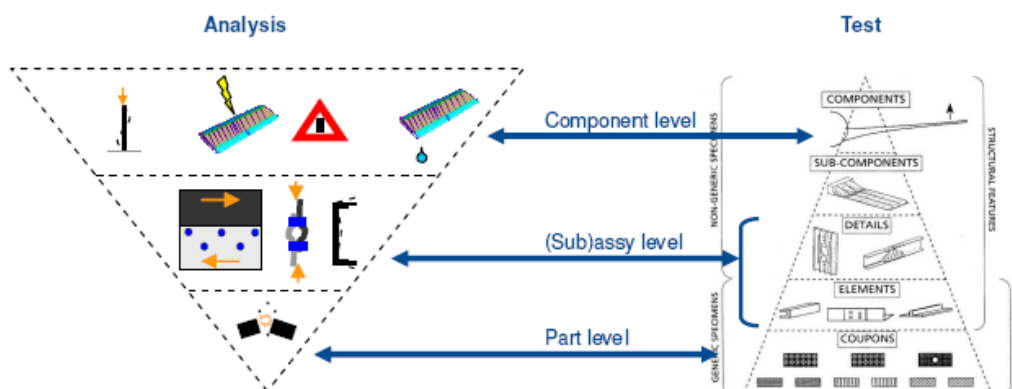 Analysis
Test
COMPONENTS
Component level
SUB-COMPONENTS
NON-GENERIC SPECIMENS
STRUCTURAL FEATURES
DETAILS
(Sub)assy level
ELEMENTS
GENERIC SPECIMENS
Part level
COUPONS